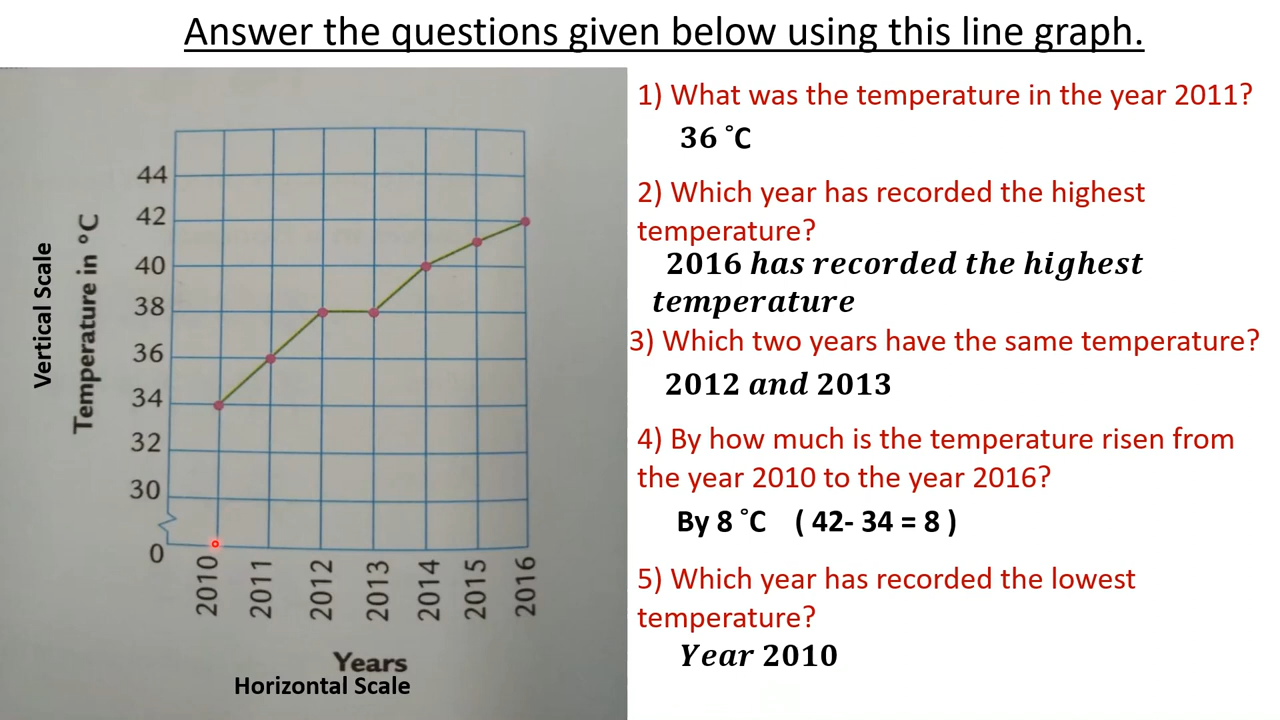 Answer the questions given below using this line graph.
44
42
40
38
36
34
32
30
0
Vertical Scale
Temperature in °C
2010
2011
2012
2013
2014
2015
2016
Years
Horizontal Scale
1) What was the temperature in the year 2011?
36 ˚C
2) Which year has recorded the highest
temperature?
2016 has recorded the highest
temperature
3) Which two years have the same temperature?
2012 and 2013
4) By how much is the temperature risen from
the year 2010 to the year 2016?
By 8 ˚C ( 42- 34 = 8 )
5) Which year has recorded the lowest
temperature?
Year 2010